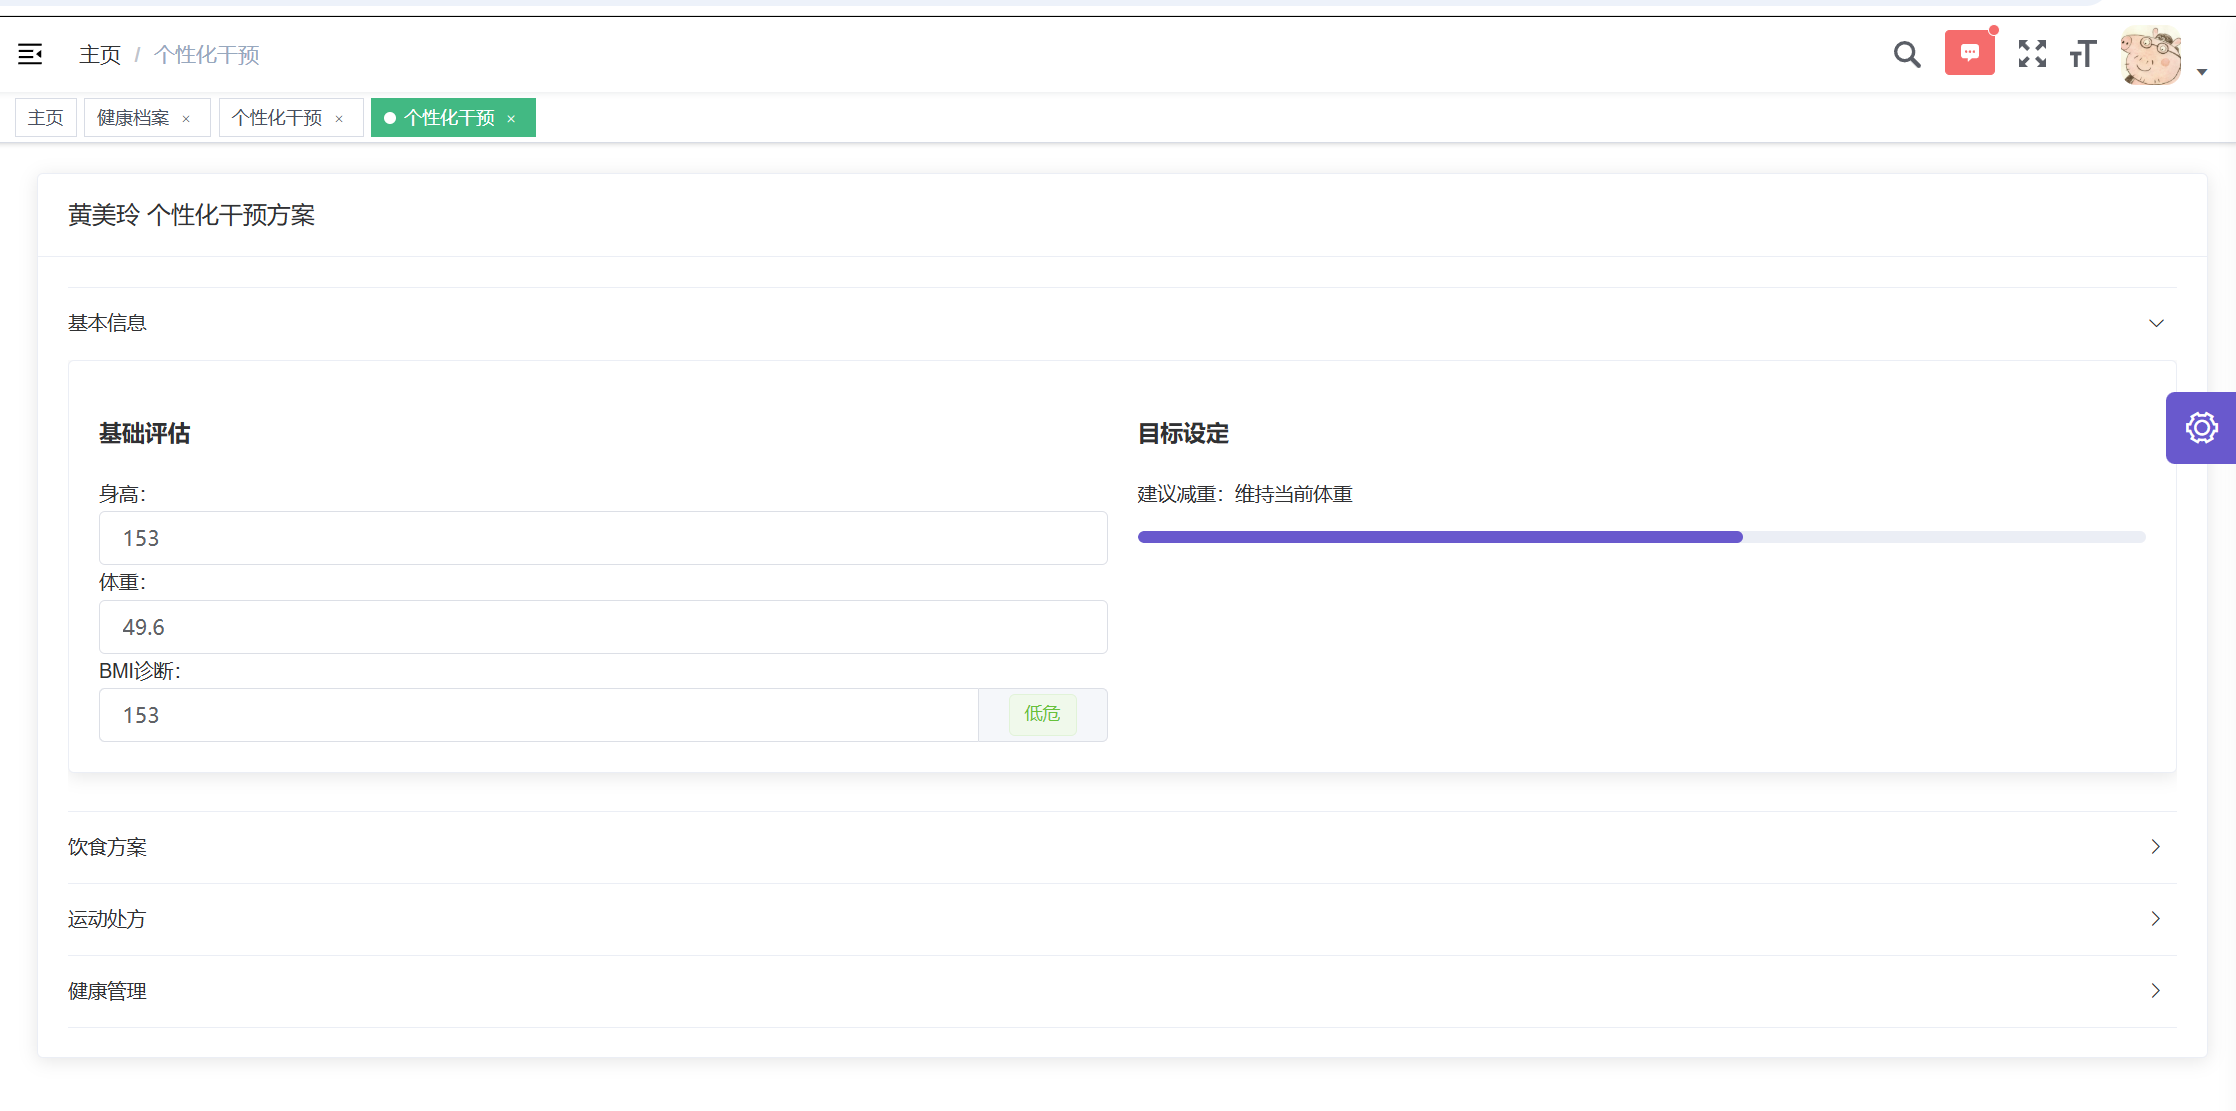 主页 / 个性化干预
主页 健康档案 × 个性化干预 × 个性化干预 ×
黄美玲 个性化干预方案
基本信息
基础评估
身高：
153
体重：
49.6
BMI诊断：
153 低危
目标设定
建议减重：维持当前体重
饮食方案
运动处方
健康管理